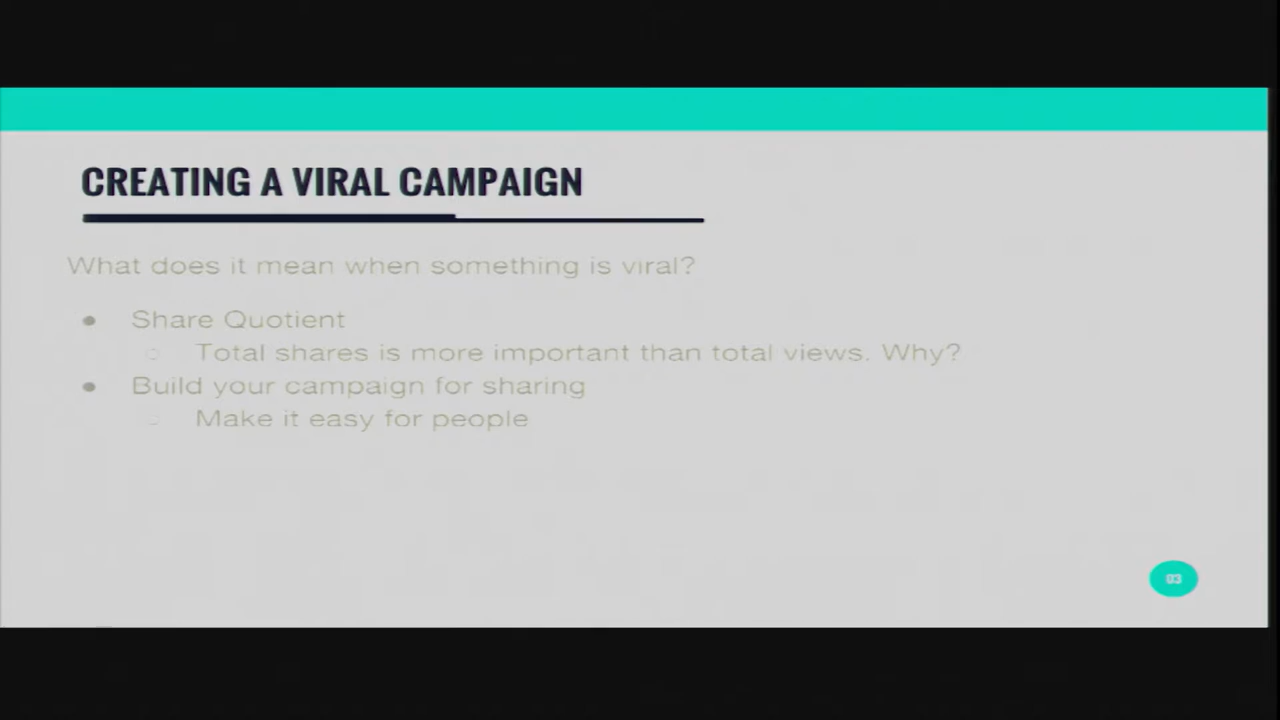 CREATING A VIRAL CAMPAIGN
What does it mean when something is viral?
● Share Quotient
○ Total shares is more important than total views. Why?
● Build your campaign for sharing
○ Make it easy for people
03